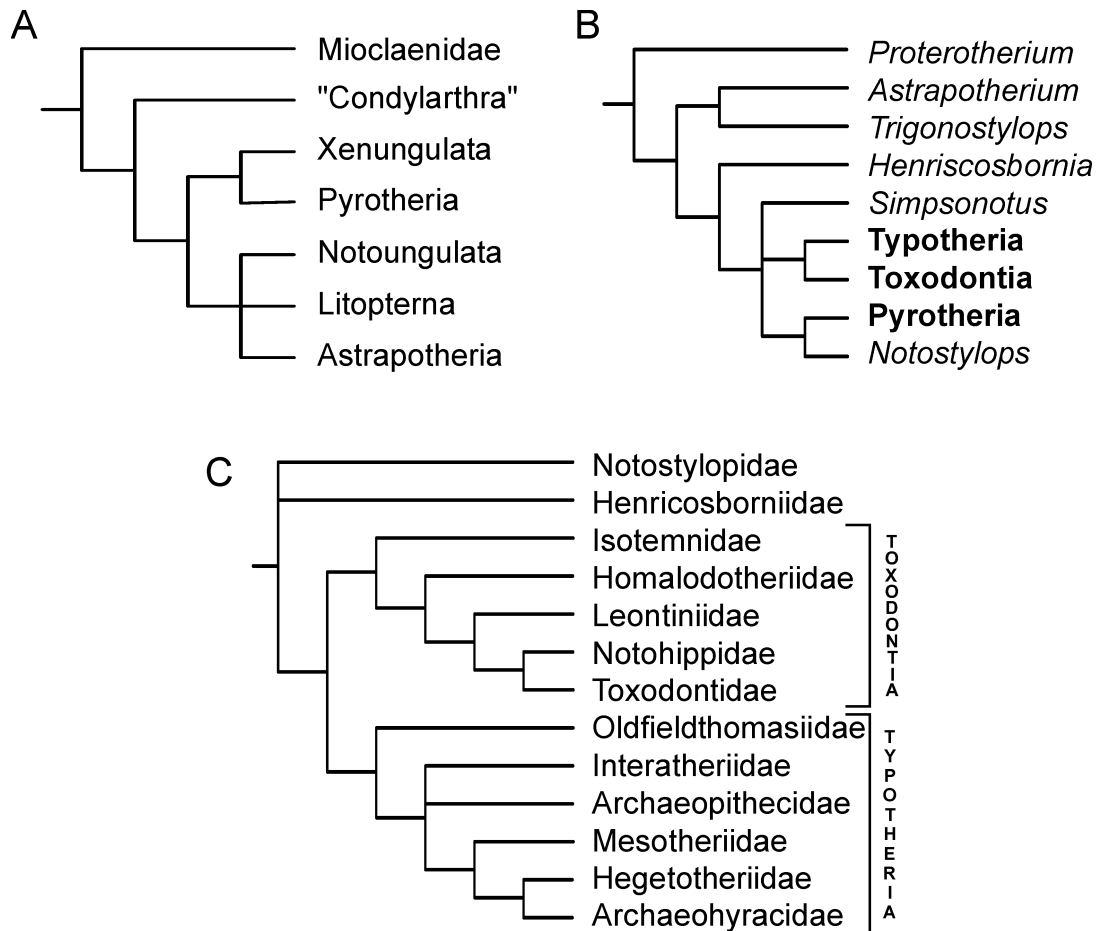 A
Mioclaenidae
"Condylarthra"
Xenungulata
Pyrotheria
Notoungulata
Litopterna
Astrapotheria
B
Proterotherium
Astrapotherium
Trigonostylops
Henriscosbornia
Simpsonotus
Typotheria
Toxodontia
Pyrotheria
Notostylops
C
Notostylopidae
Henricosborniidae
Isotemnidae
Homalodotheriidae
Leontiniidae
Notohippidae
Toxodontidae
TOXODONTIA
Oldfieldthomasiidae
Interatheriidae
Archaeopithecidae
Mesotheriidae
Hegetotheriidae
Archaeohyracidae
TYPOTHERIA